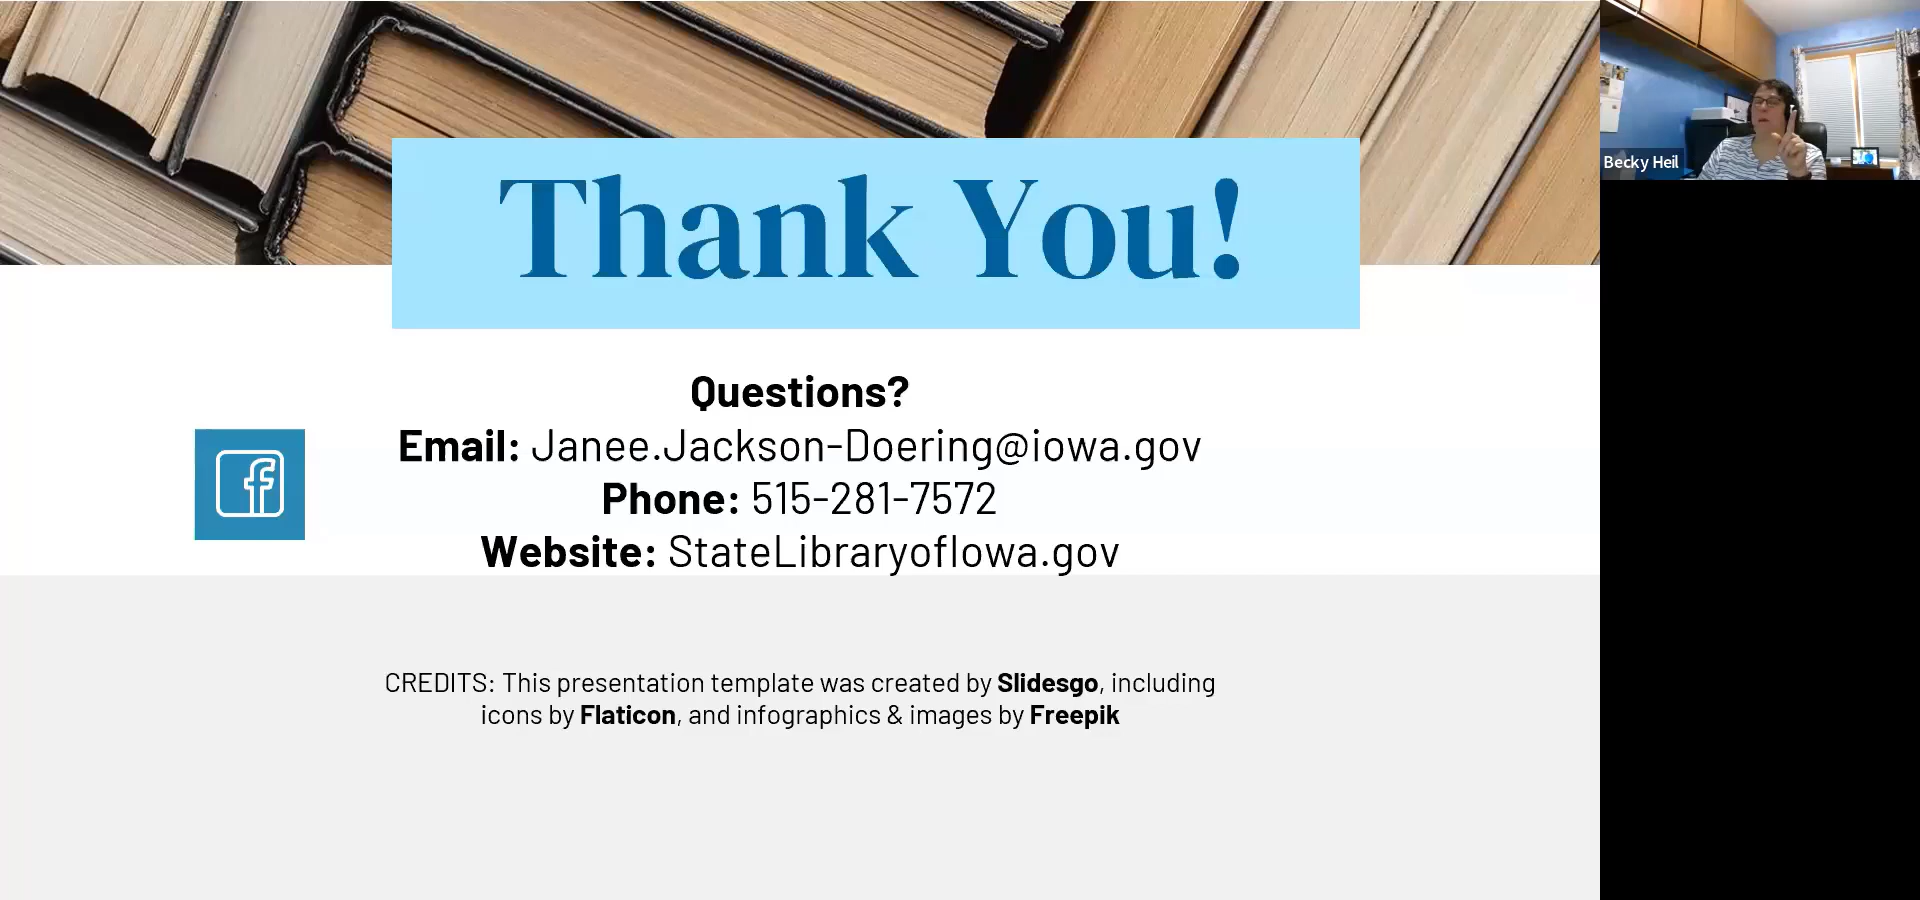 Thank You!
Becky Heil
Questions?
Email: Janee.Jackson-Doering@iowa.gov
Phone: 515-281-7572
Website: StateLibraryofIowa.gov
CREDITS: This presentation template was created by Slidesgo, including
icons by Flaticon, and infographics & images by Freepik